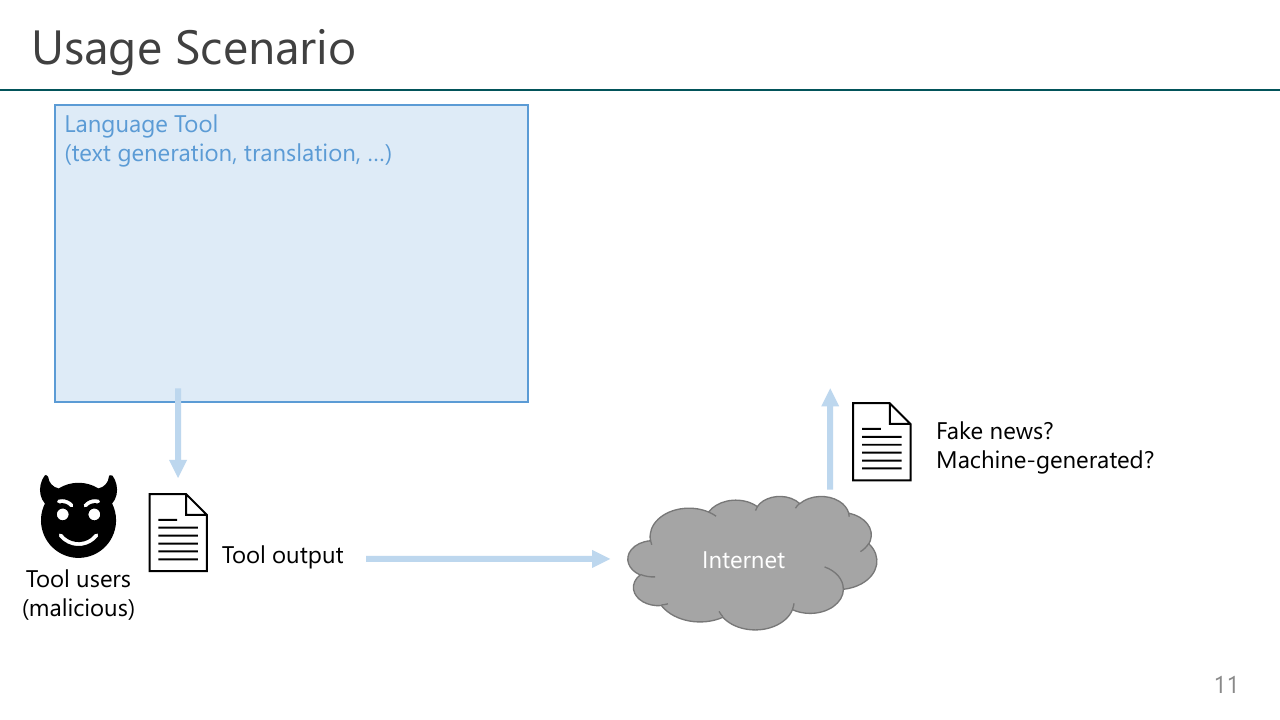 Usage Scenario
Language Tool
(text generation, translation, …)
Fake news?
Machine-generated?
Tool output
Internet
Tool users
(malicious)
11